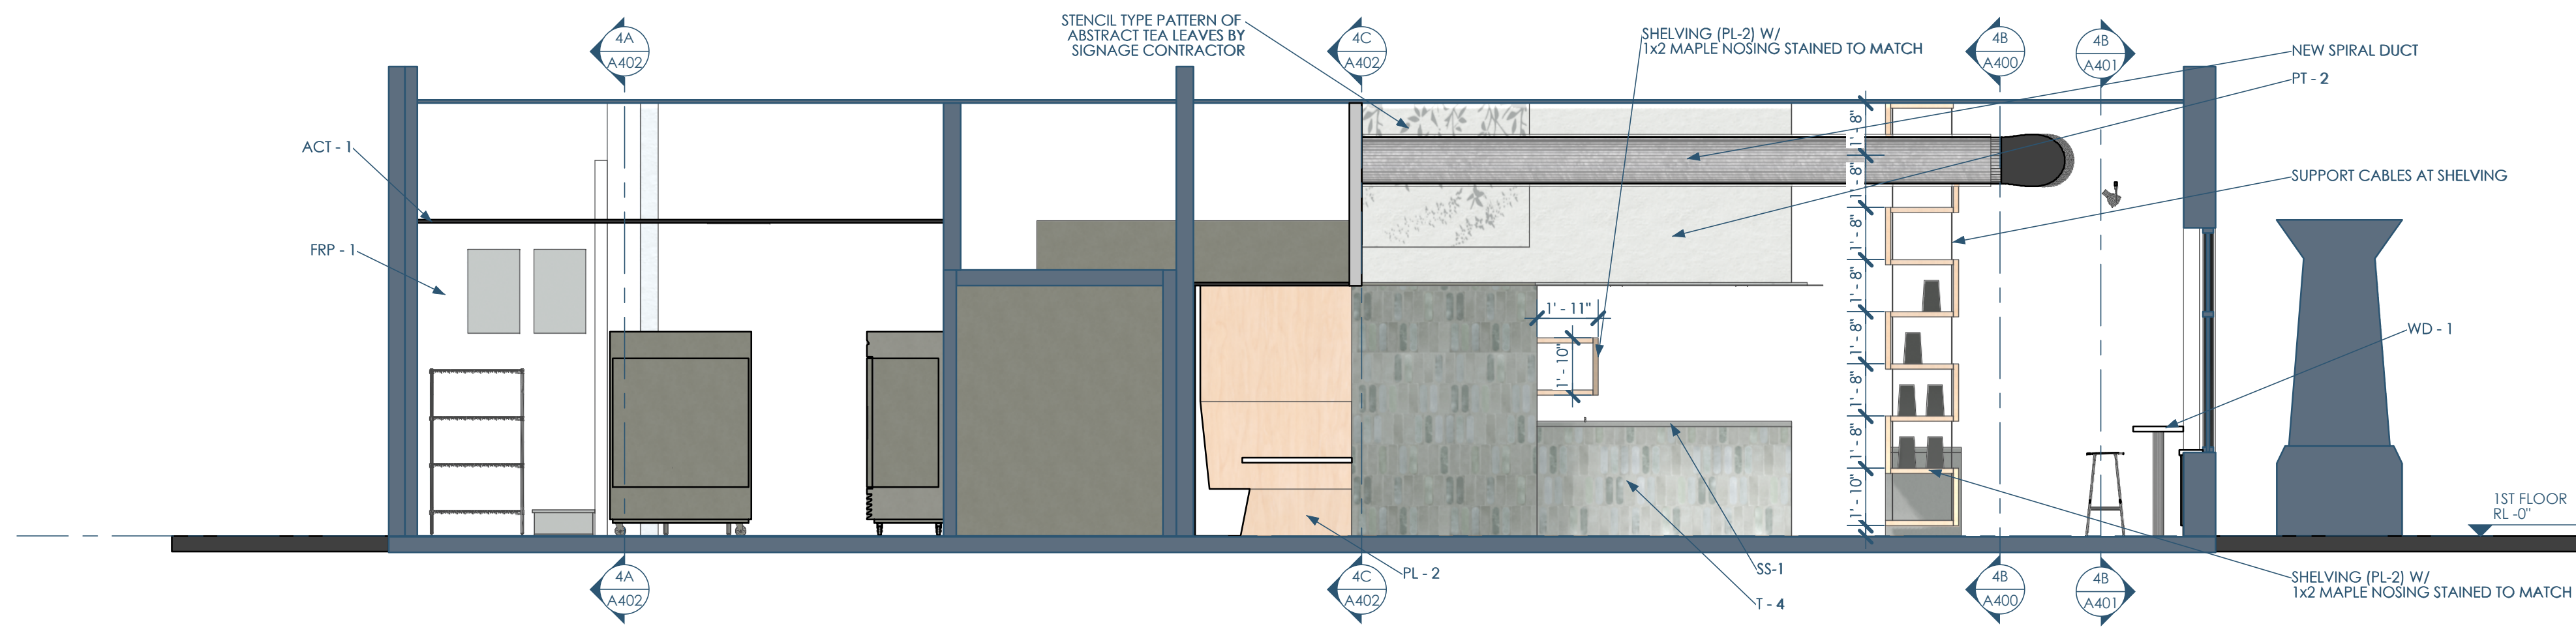 4A
A402
STENCIL TYPE PATTERN OF
ABSTRACT TEA LEAVES BY
SIGNAGE CONTRACTOR
4C
A402
SHELVING (PL-2) W/
1x2 MAPLE NOSING STAINED TO MATCH
4B
A400
4B
A401
NEW SPIRAL DUCT
PT - 2
ACT - 1
FRP - 1
SUPPORT CABLES AT SHELVING
WD - 1
1' - 8"
1' - 8"
1' - 8"
1' - 8"
1' - 8"
1' - 8"
1' - 8"
1' - 10"
1' - 11"
1' - 10"
1ST FLOOR
RL -0"
PL - 2
SS-1
T - 4
SHELVING (PL-2) W/
1x2 MAPLE NOSING STAINED TO MATCH
4A
A402
4C
A402
4B
A400
4B
A401